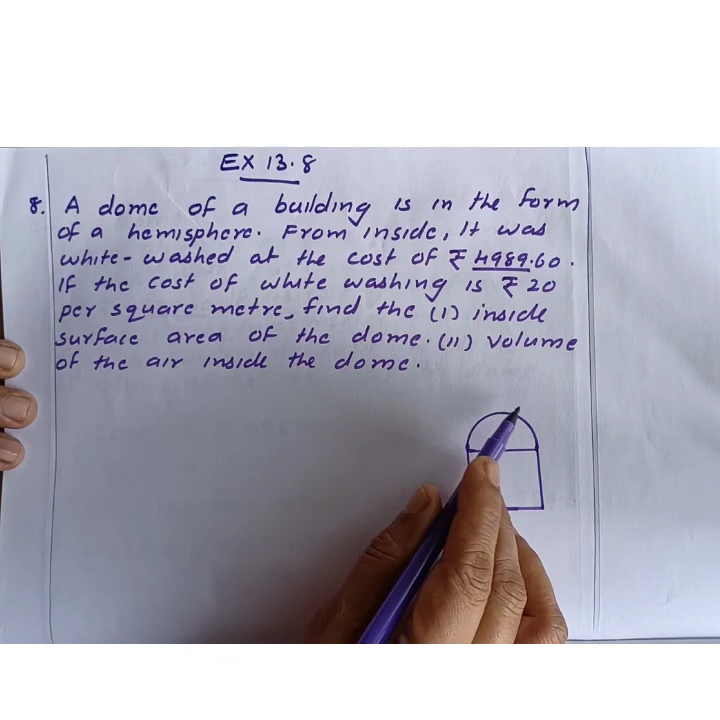 EX 13.8
8. A dome of a building is in the form
of a hemisphere. From inside, it was
white-washed at the cost of ₹ 4989.60.
If the cost of white washing is ₹ 20
per square metre, find the (i) inside
surface area of the dome. (ii) Volume
of the air inside the dome.